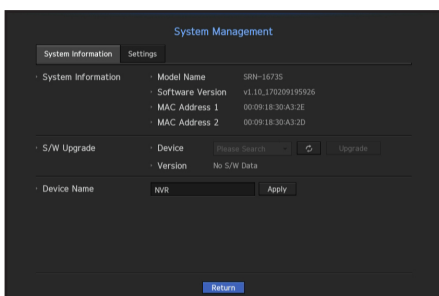 System Management
System Information Settings
System Information Model Name SRN-1673S
Software Version v1.10_170209195926
MAC Address 1 00:09:18:30:A3:2E
MAC Address 2 00:09:18:30:A3:2D
S/W Upgrade Device Please Search Upgrade
Version No S/W Data
Device Name NVR Apply
Return